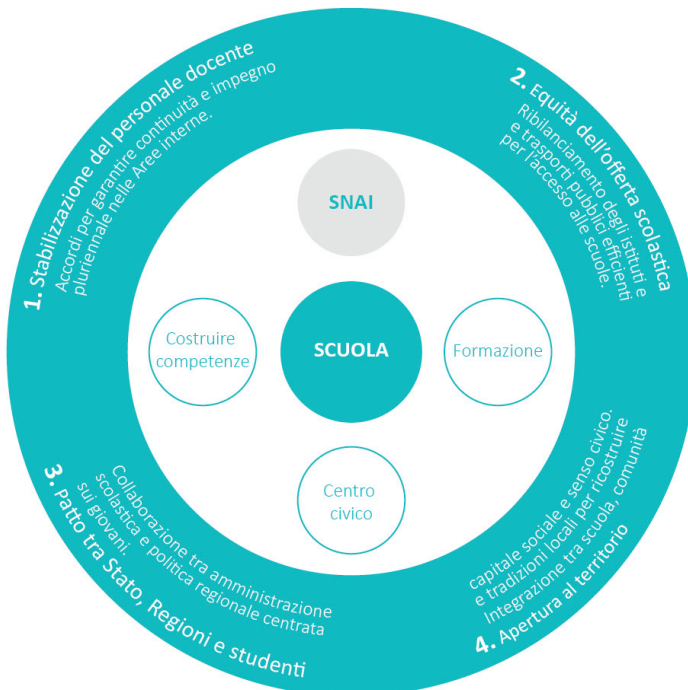 1. Stabilizzazione del personale docente
Accordi per garantire continuità e impegno
pluriennale nelle Aree interne.
2. Equità dell'offerta scolastica
Ribilanciamento degli istituti e
e trasporti pubblici efficienti
per l'accesso alle scuole.
SNAI
Costruire
competenze
SCUOLA
Formazione
Centro
civico
3. Patto tra Stato, Regioni e studenti
Collaborazione tra amministrazione
scolastica e politica regionale centrata
sui giovani.
4. Apertura al territorio
Integrazione tra scuola, comunità
e tradizioni locali per ricostruire
capitale sociale e senso civico.